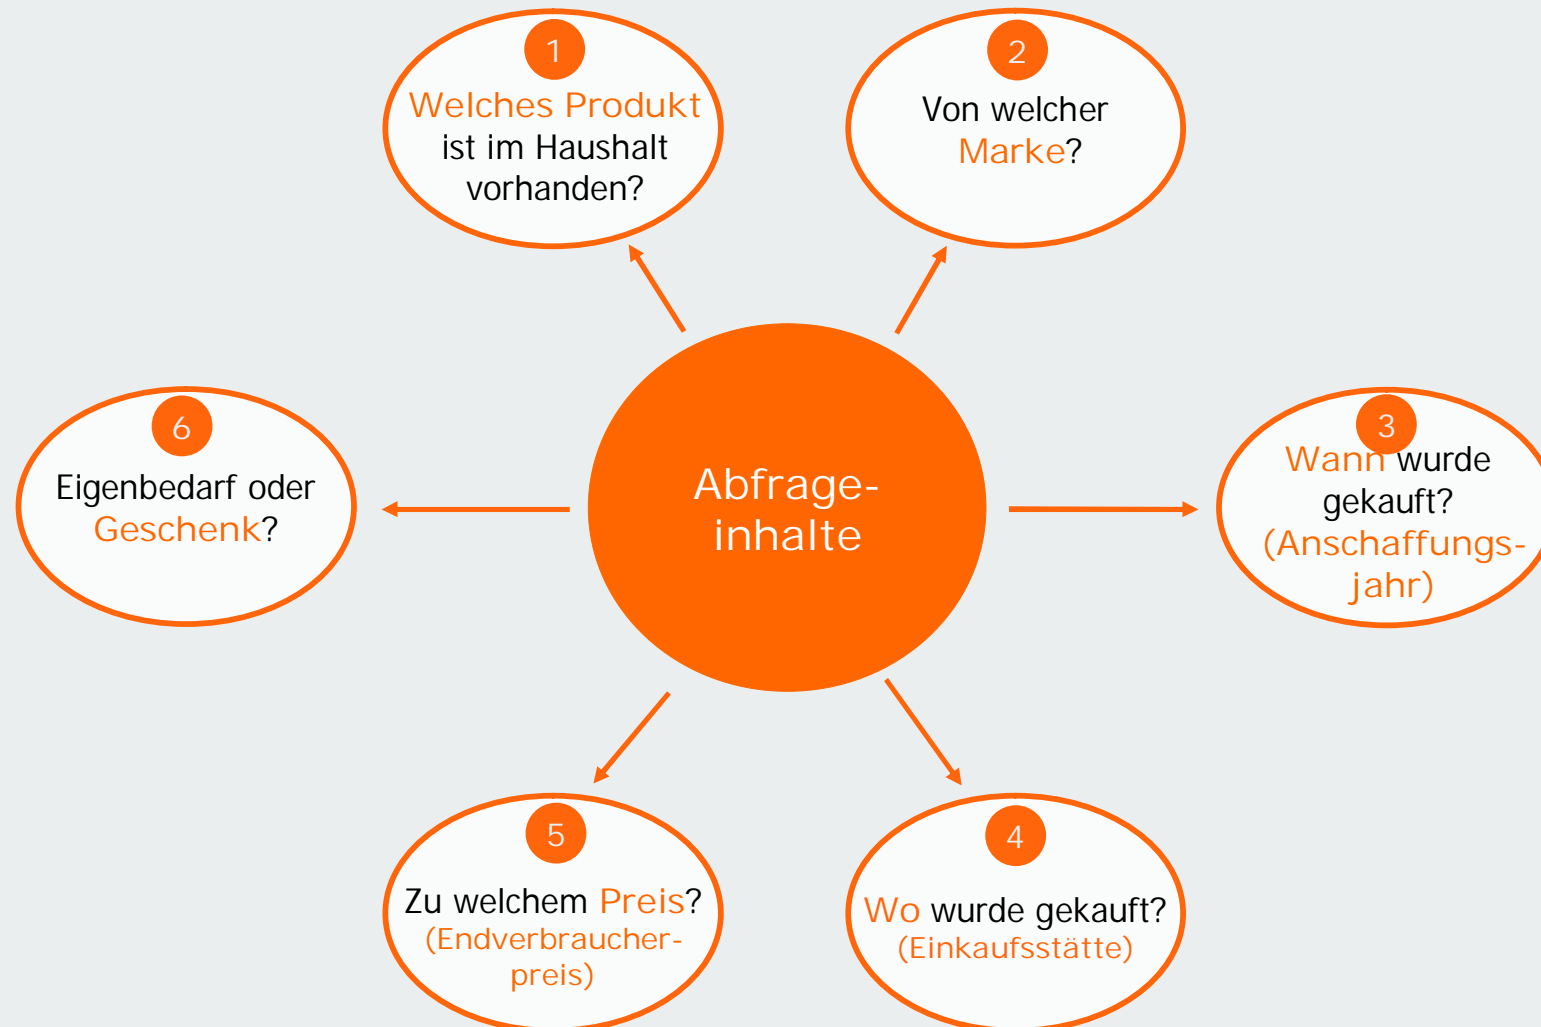 1
Welches Produkt
ist im Haushalt
vorhanden?
2
Von welcher
Marke?
3
Wann wurde
gekauft?
(Anschaffungs-
jahr)
4
Wo wurde gekauft?
(Einkaufsstätte)
5
Zu welchem Preis?
(Endverbraucher-
preis)
6
Eigenbedarf oder
Geschenk?
Abfrage-
inhalte